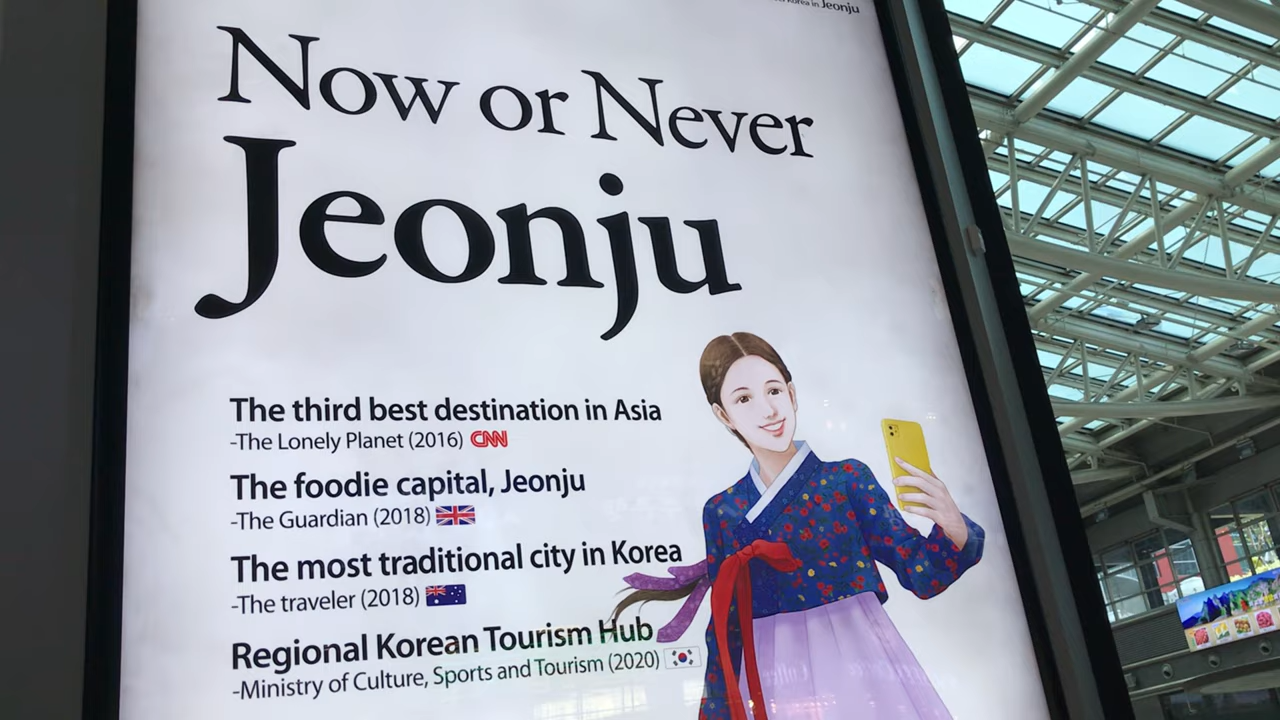 Korea in Jeonju
Now or Never
Jeonju
The third best destination in Asia
-The Lonely Planet (2016) CNN
The foodie capital, Jeonju
-The Guardian (2018)
The most traditional city in Korea
-The traveler (2018)
Regional Korean Tourism Hub
-Ministry of Culture, Sports and Tourism (2020)